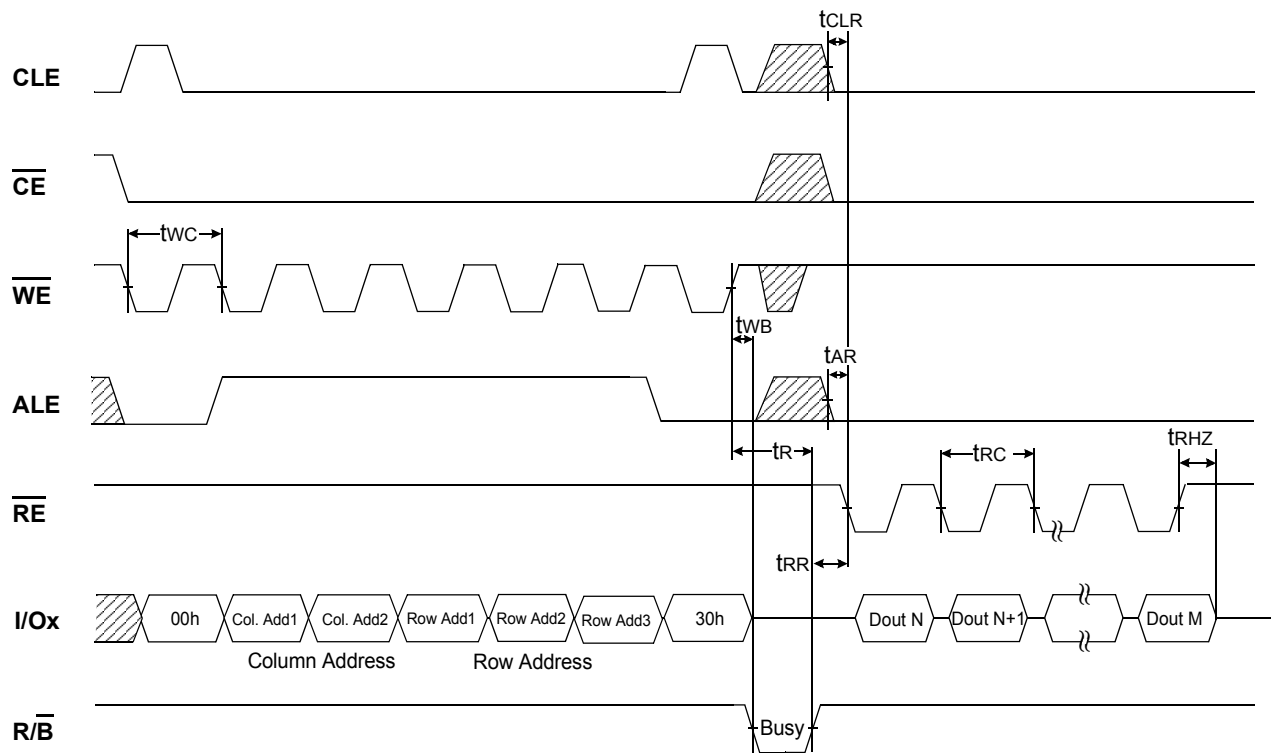 tCLR
CLE
CE
tWC
WE
tWB
tAR
ALE
tR
tRC
tRHZ
RE
tRR
I/Ox
00h
Col. Add1
Col. Add2
Row Add1
Row Add2
Row Add3
30h
Dout N
Dout N+1
Dout M
Column Address
Row Address
R/B
Busy